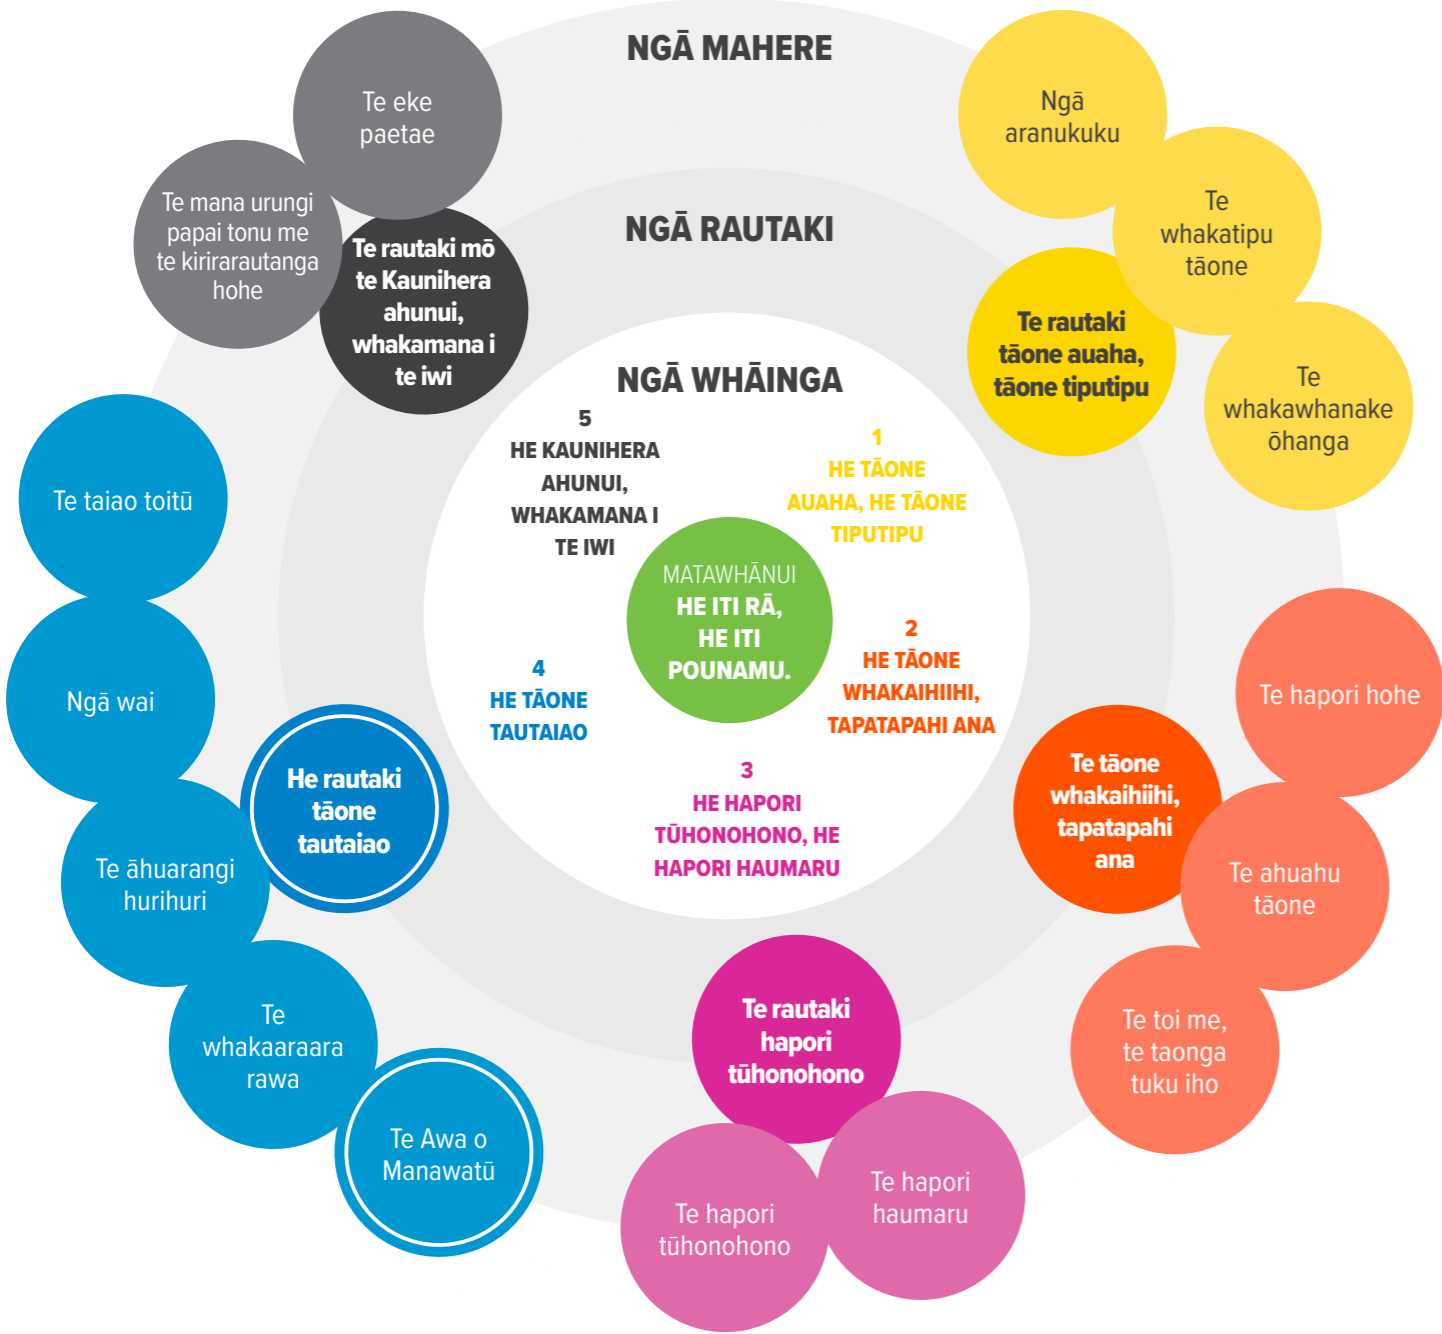 NGĀ MAHERE
NGĀ RAUTAKI
NGĀ WHĀINGA
MATAWHĀNUI
HE ITI RĀ,
HE ITI
POUNAMU.
1
HE TĀONE
AUAHA, HE TĀONE
TIPUTIPU
2
HE TĀONE
WHAKAIHIIHI,
TAPATAPAHI ANA
3
HE HAPORI
TŪHONOHONO, HE
HAPORI HAUMARU
4
HE TĀONE
TAUTAIAO
5
HE KAUNIHERA
AHUNUI,
WHAKAMANA I
TE IWI
Te rautaki
tāone auaha,
tāone tiputipu
Ngā
aranukuku
Te
whakatipu
tāone
Te
whakawhanake
ōhanga
Te tāone
whakaihiihi,
tapatapahi
ana
Te hapori hohe
Te ahuahu
tāone
Te toi me,
te taonga
tuku iho
Te rautaki
hapori
tūhonohono
Te hapori
haumaru
Te hapori
tūhonohono
He rautaki
tāone
tautaiao
Te Awa o
Manawatū
Te
whakaaraara
rawa
Te āhuarangi
hurihuri
Ngā wai
Te taiao toitū
Te rautaki mō
te Kaunihera
ahunui,
whakamana i
te iwi
Te mana urungi
papai tonu me
te kirirarautanga
hohe
Te eke
paetae